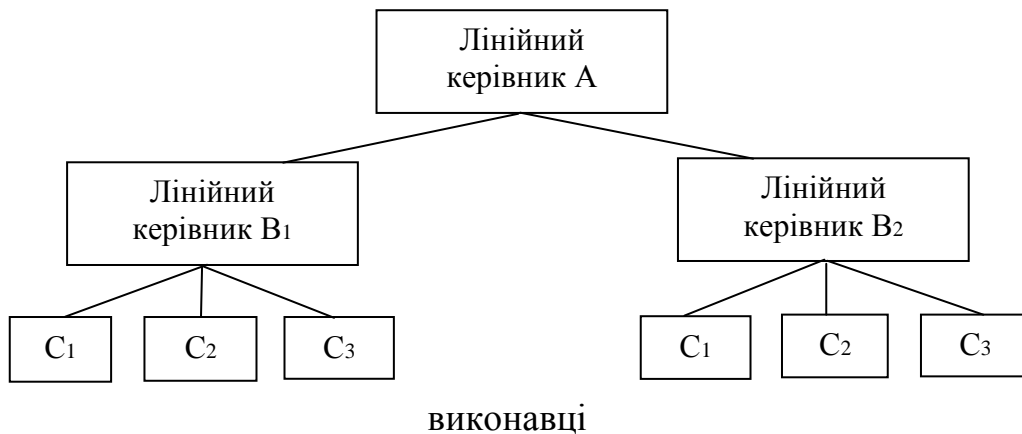 Лінійний
керівник А
Лінійний
керівник В1
Лінійний
керівник В2
С1
С2
С3
С1
С2
С3
виконавці